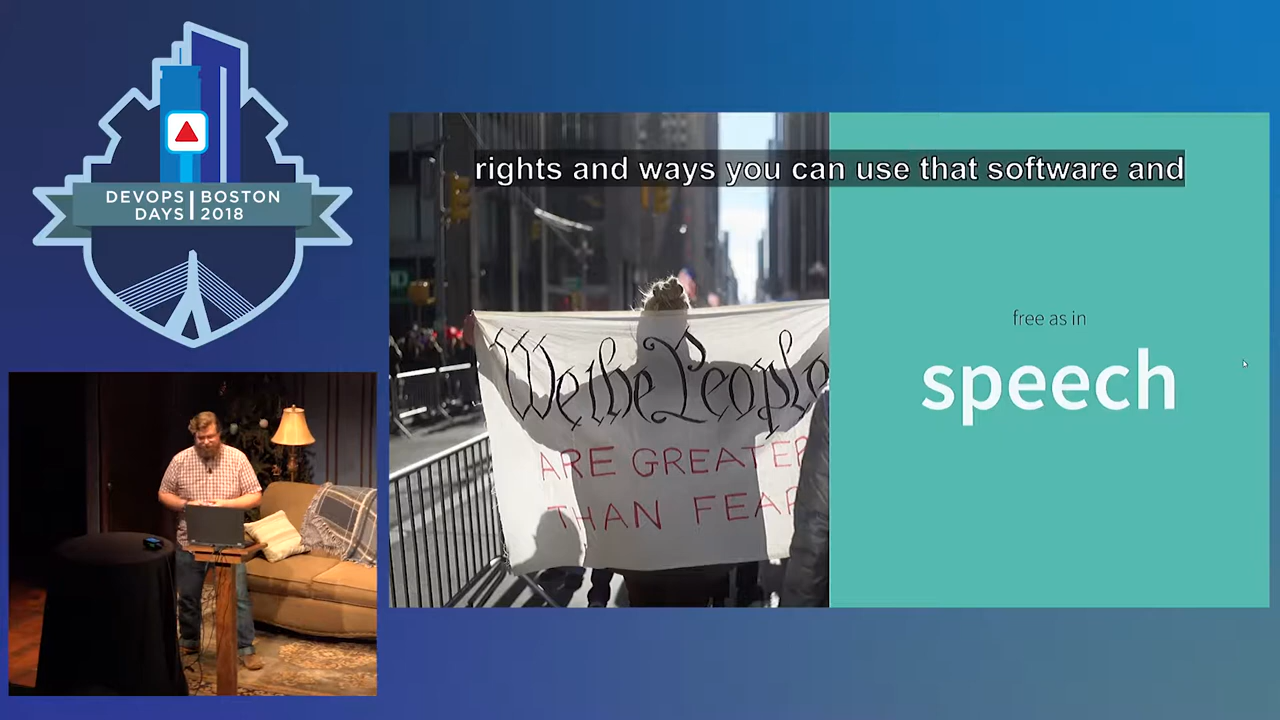 DEVOPS BOSTON
DAYS 2018
rights and ways you can use that software and
We the People
ARE GREATER
THAN FEAR
free as in
speech